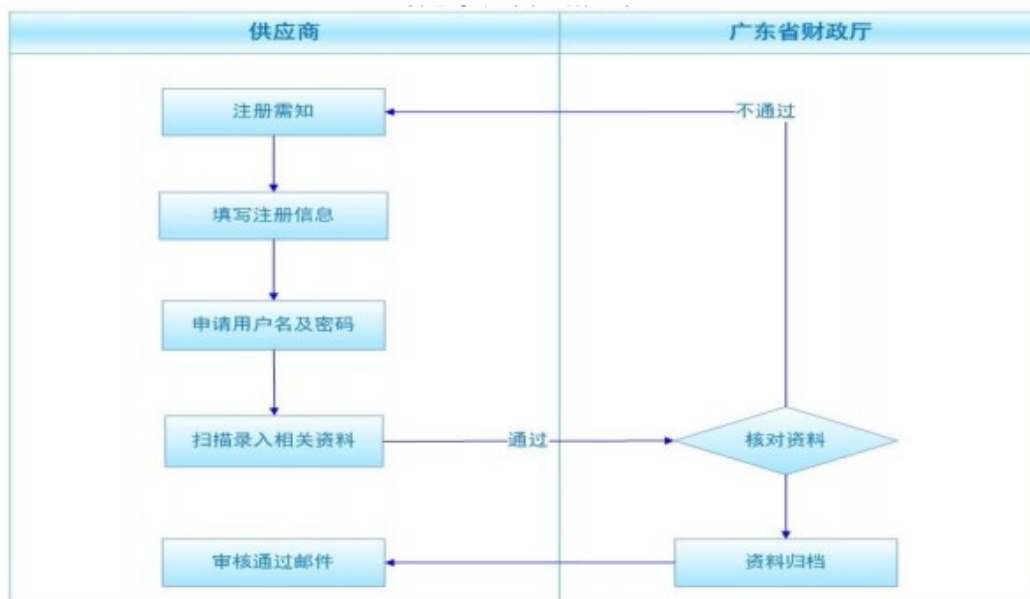 供应商
广东省财政厅
注册需知
不通过
填写注册信息
申请用户名及密码
扫描录入相关资料
通过
核对资料
审核通过邮件
资料归档